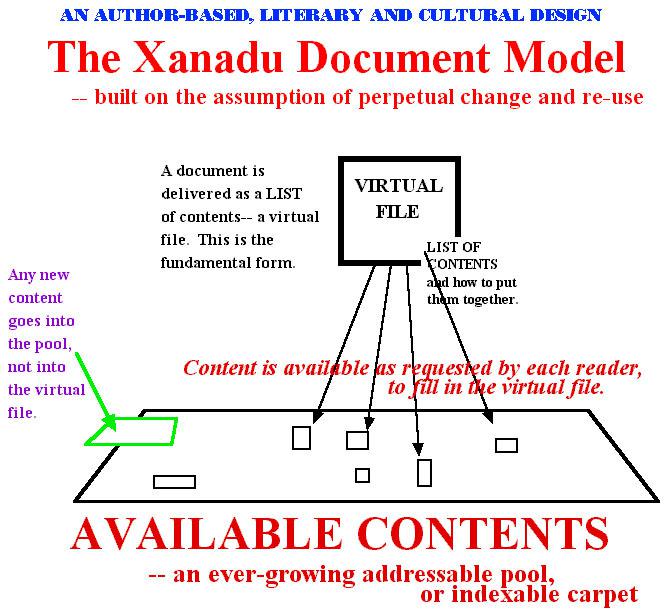 AN AUTHOR-BASED, LITERARY AND CULTURAL DESIGN
The Xanadu Document Model
-- built on the assumption of perpetual change and re-use
A document is
delivered as a LIST
of contents-- a virtual
file.  This is the
fundamental form.
VIRTUAL
FILE
LIST OF
CONTENTS
and how to put
them together.
Any new
content
goes into
the pool,
not into
the virtual
file.
Content is available as requested by each reader,
to fill in the virtual file.
AVAILABLE CONTENTS
-- an ever-growing addressable pool,
or indexable carpet